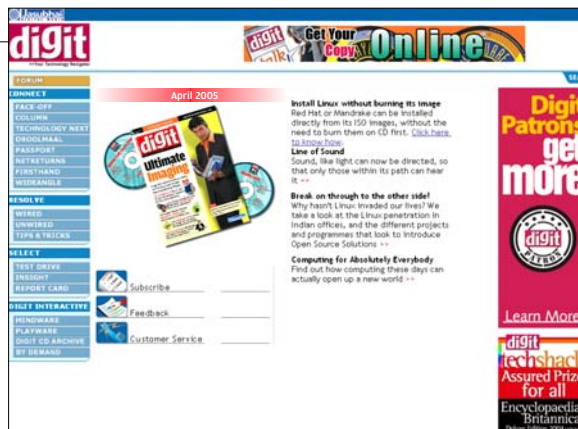 Jasubhai
digit
Your Technology Navigator
digit
talk
Get Your
Copy
Online
FORUM
CONNECT
FACE-OFF
COLUMN
TECHNOLOGY NEXT
DROOLMAAL
PASSPORT
NETRETURNS
FIRSTHAND
WIDEANGLE
RESOLVE
WIRED
UNWIRED
TIPS & TRICKS
SELECT
TEST DRIVE
INSIGHT
REPORT CARD
DIGIT INTERACTIVE
MINDWARE
PLAYWARE
DIGIT CD ARCHIVE
BY DEMAND
April 2005
digit
Ultimate
Imaging
Subscribe
Feedback
Customer Service
Install Linux without burning its image
Red Hat or Mandrake can be installed
directly from its ISO images, without the
need to burn them on CD first. Click here
to know how.
Line of Sound
Sound, like light can now be directed, so
that only those within its path can hear
it >>
Break on through to the other side!
Why hasn't Linux invaded our lives? We
take a look at the Linux penetration in
Indian offices, and the different projects
and programmes that look to introduce
Open Source Solutions >>
Computing for Absolutely Everybody
Find out how computing these days can
actually open up a new world >>
SEA
Digit
Patrons
get
more
digit
PATRON
Learn More
digit
techshack
Assured Prize
for all
Encyclopaedia
Britannica